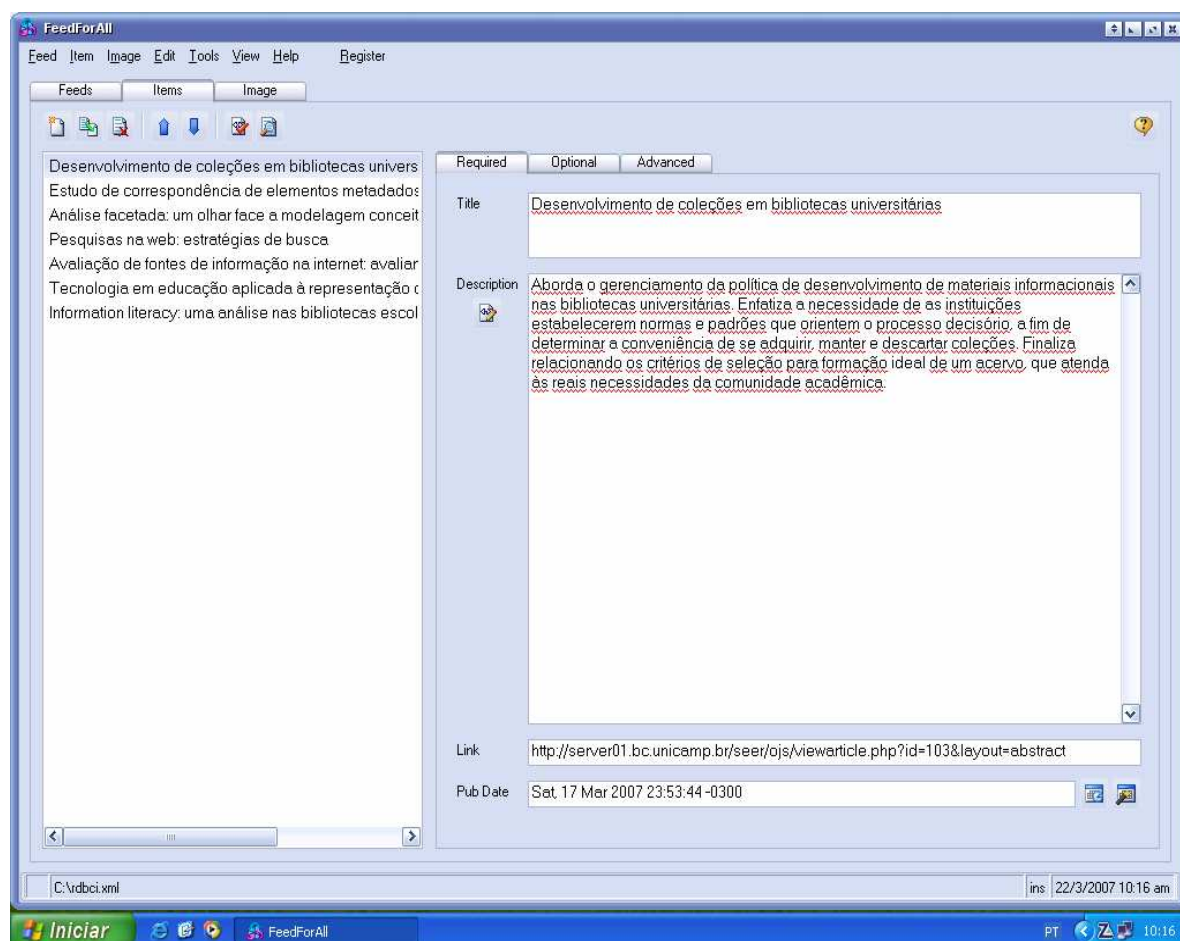 FeedForAll
Feed Item Image Edit Tools View Help Register
Feeds Items Image
Desenvolvimento de coleções em bibliotecas univers
Estudo de correspondência de elementos metadados
Análise facetada: um olhar face a modelagem conceit
Pesquisas na web: estratégias de busca
Avaliação de fontes de informação na internet: avaliar
Tecnologia em educação aplicada à representação
Information literacy: uma análise nas bibliotecas escol
Required Optional Advanced
Title
Desenvolvimento de coleções em bibliotecas universitárias
Description
Aborda o gerenciamento da política de desenvolvimento de materiais informacionais
nas bibliotecas universitárias. Enfatiza a necessidade de as instituições
estabelecerem normas e padrões que orientem o processo decisório, a fim de
determinar a conveniência de se adquirir, manter e descartar coleções. Finaliza
relacionando os critérios de seleção para formação ideal de um acervo, que atenda
às reais necessidades da comunidade acadêmica.
Link
http://server01.bc.unicamp.br/seer/ojs/viewarticle.php?id=103&layout=abstract
Pub Date
Sat, 17 Mar 2007 23:53:44 -0300
C:\rdbci.xml
ins 22/3/2007 10:16 am
Iniciar FeedForAll PT 10:16